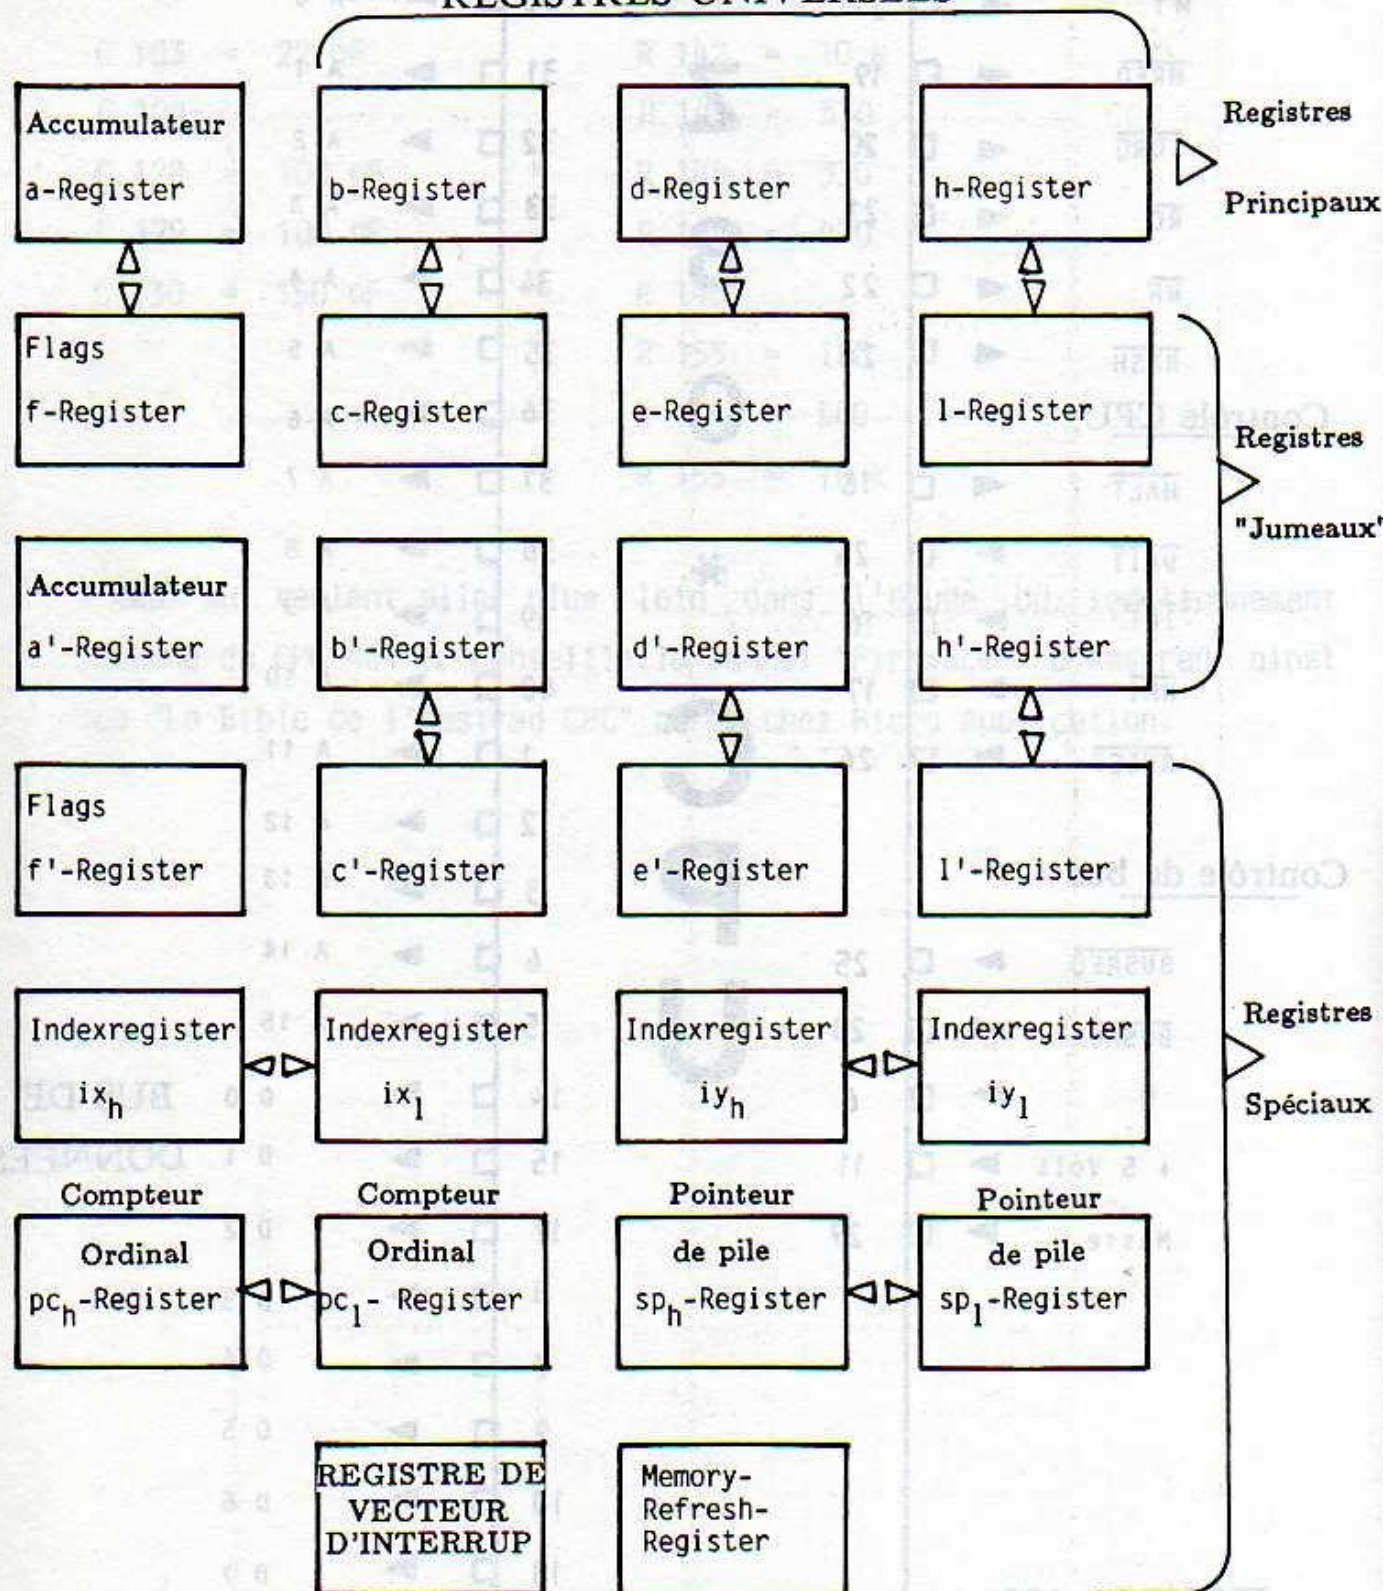 REGISTRES UNIVERSELS
Accumulateur
a-Register
b-Register
d-Register
h-Register
Registres
Principaux
Flags
f-Register
c-Register
e-Register
l-Register
Registres
"Jumeaux"
Accumulateur
a'-Register
b'-Register
d'-Register
h'-Register
Flags
f'-Register
c'-Register
e'-Register
l'-Register
Indexregister
ixh
Indexregister
ixl
Indexregister
iyh
Indexregister
iyl
Registres
Spéciaux
Compteur
Ordinal
pch-Register
Compteur
Ordinal
pcl- Register
Pointeur
de pile
sph-Register
Pointeur
de pile
spl-Register
REGISTRE DE
VECTEUR
D'INTERRUP
Memory-
Refresh-
Register